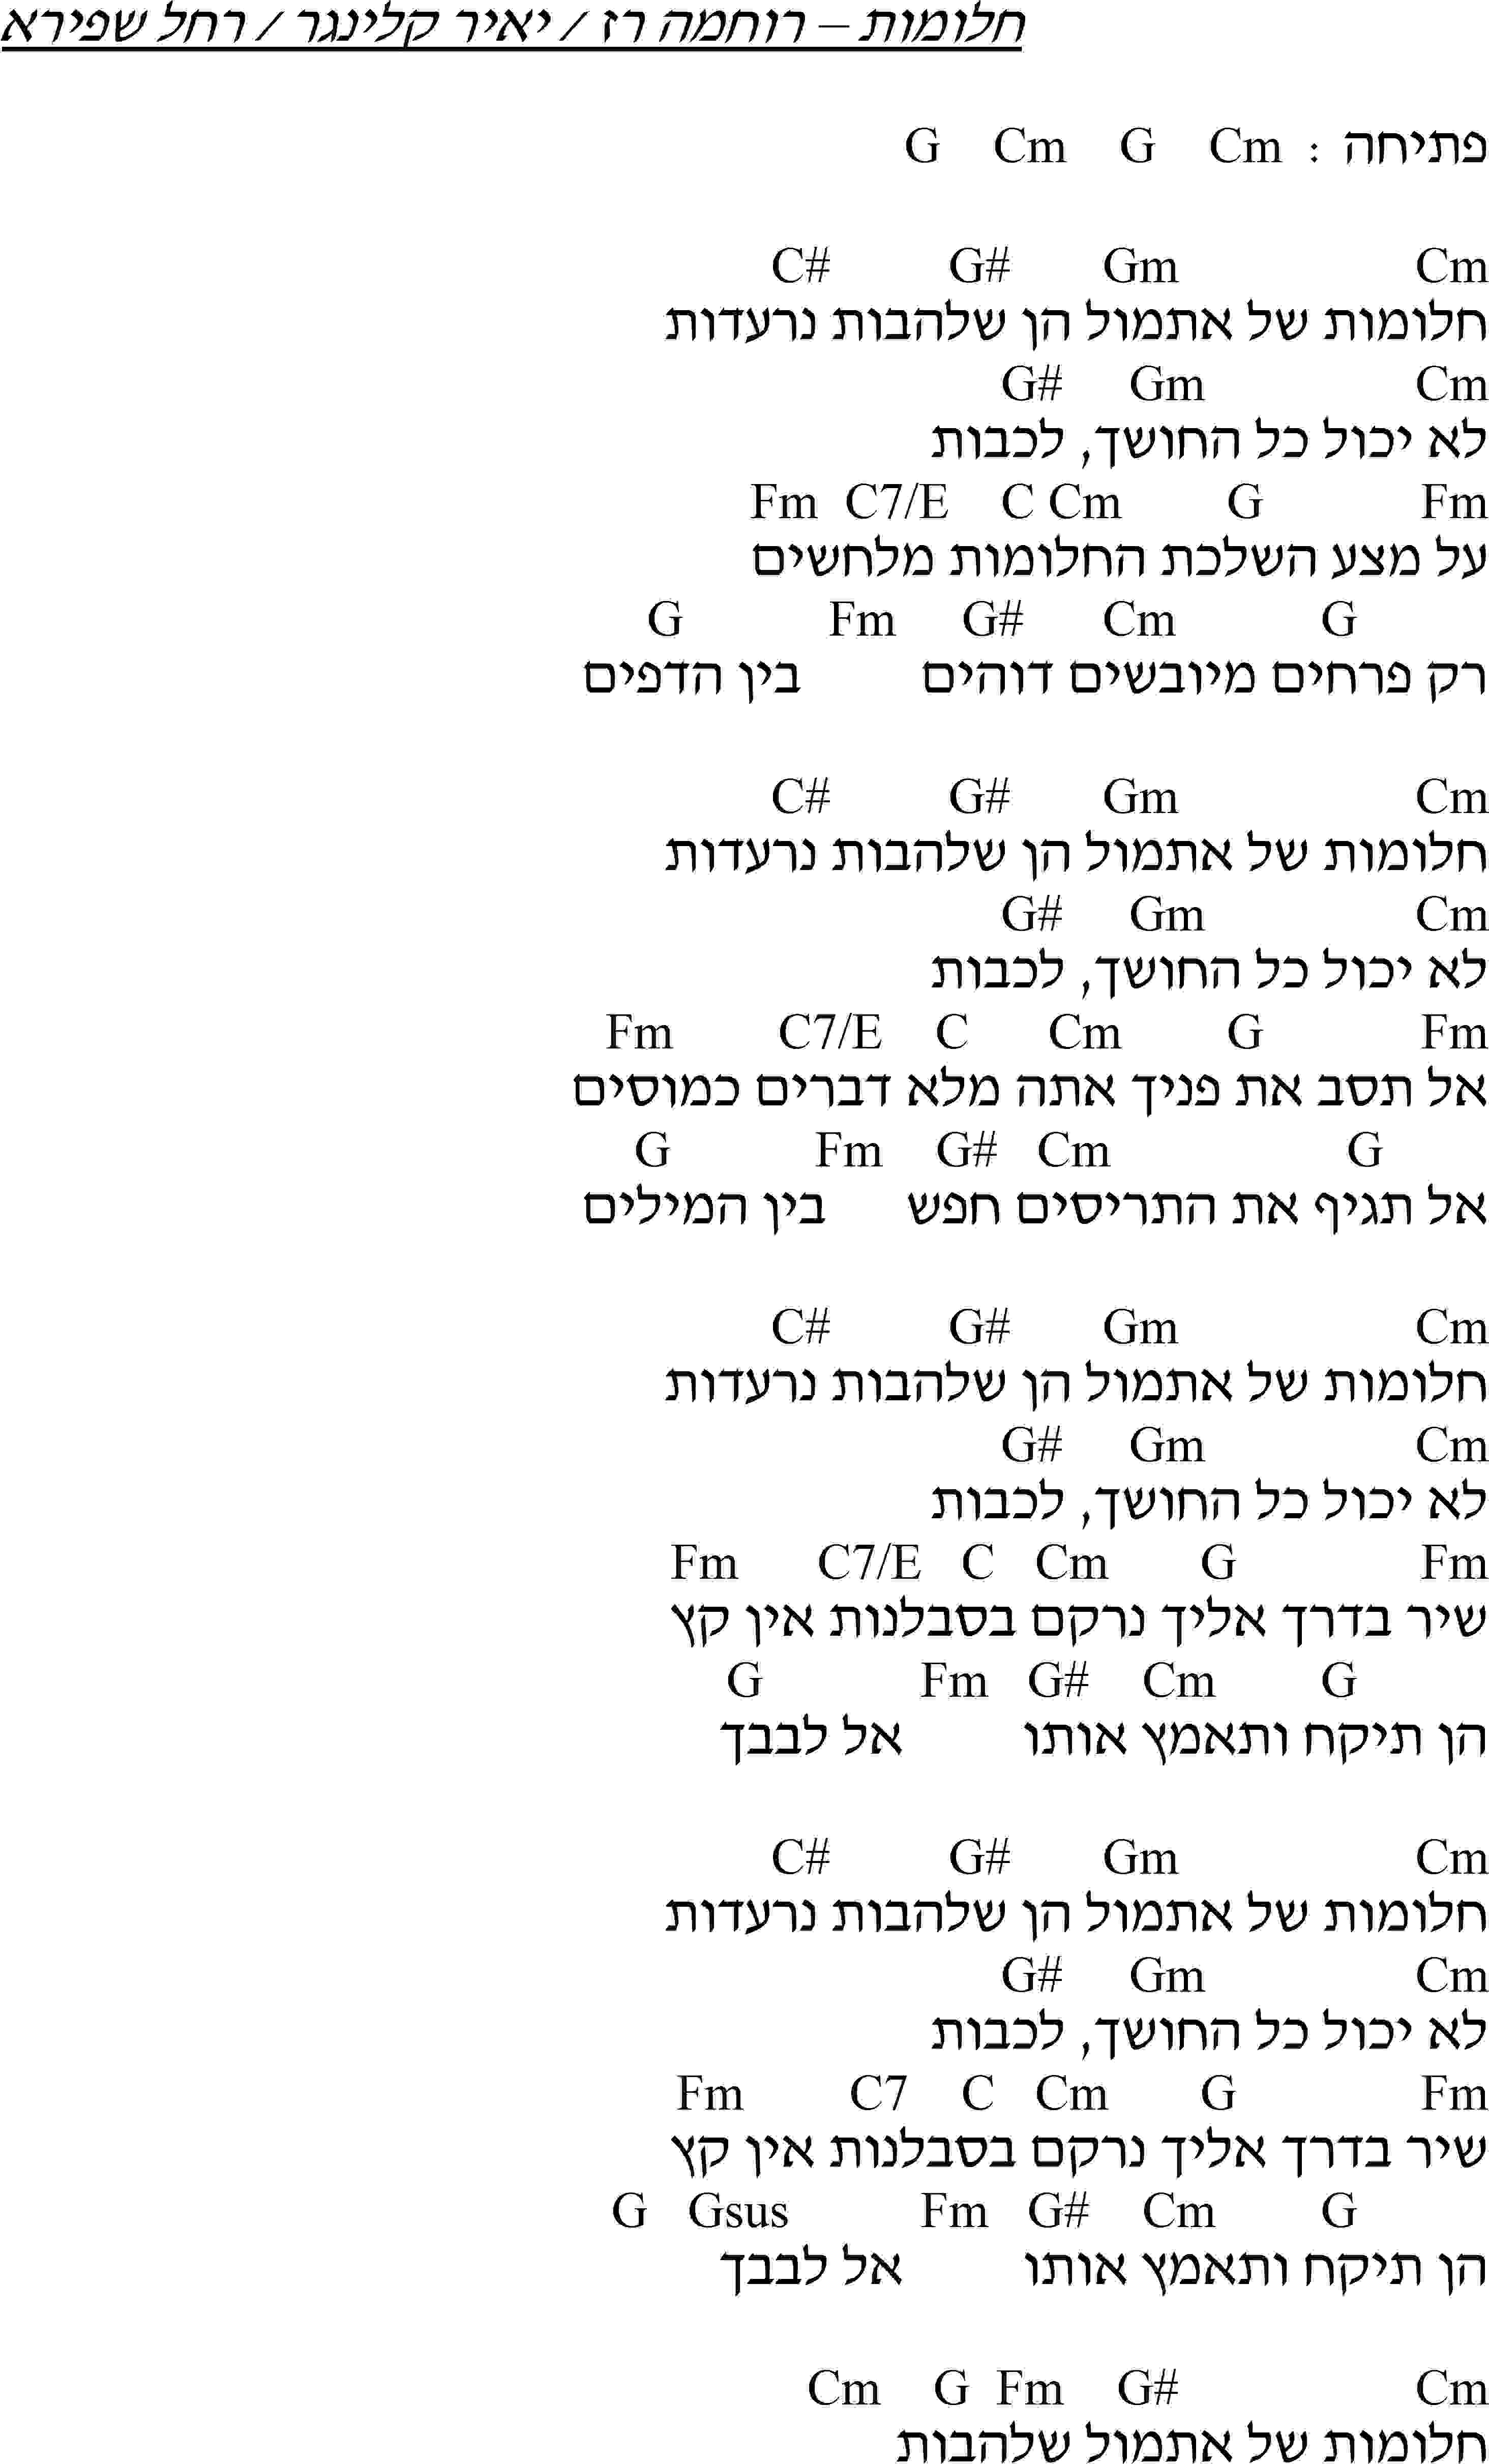 חלומות – רוחמה רז / יאיר קלינגר / רחל שפירא
פתיחה : G Cm G Cm
C# G# Gm Cm
חלומות של אתמול הן שלהבות נרעדות
G# Gm Cm
לא יכול כל החושך, לכבות
Fm C7/E C Cm G Fm
על מצע השלכת החלומות מלחשים
G Fm G# Cm G
רק פרחים מיובשים דוהים בין הדפים
C# G# Gm Cm
חלומות של אתמול הן שלהבות נרעדות
G# Gm Cm
לא יכול כל החושך, לכבות
Fm C7/E C Cm G Fm
אל תסב את פניך אתה מלא דברים כמוסים
G Fm G# Cm G
אל תגיף את התריסים חפש בין המילים
C# G# Gm Cm
חלומות של אתמול הן שלהבות נרעדות
G# Gm Cm
לא יכול כל החושך, לכבות
Fm C7/E C Cm G Fm
שיר בדרך אליך נרקם בסבלנות אין קץ
G Fm G# Cm G
הן תיקח ותאמץ אותו אל לבבך
C# G# Gm Cm
חלומות של אתמול הן שלהבות נרעדות
G# Gm Cm
לא יכול כל החושך, לכבות
Fm C7 C Cm G Fm
שיר בדרך אליך נרקם בסבלנות אין קץ
G Gsus Fm G# Cm G
הן תיקח ותאמץ אותו אל לבבך
Cm G Fm G# Cm
חלומות של אתמול שלהבות